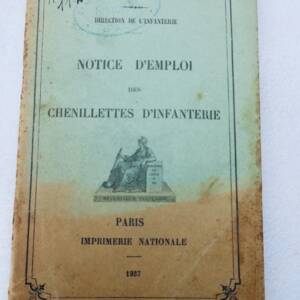 DIRECTION DE L'INFANTERIE
NOTICE D'EMPLOI
DES
CHENILLETTES D'INFANTERIE
PARIS
IMPRIMERIE NATIONALE
1937